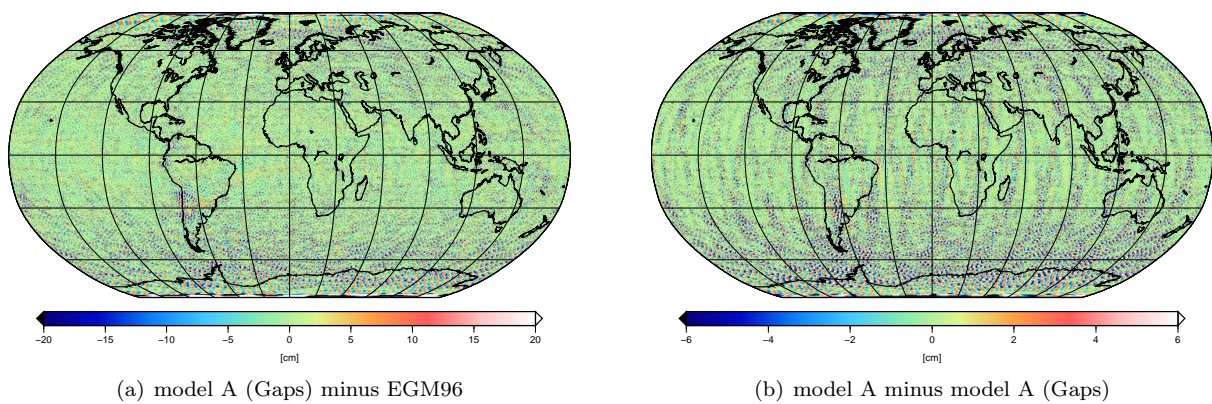 −20 −15 −10 −5 0 5 10 15 20
[cm]
(a) model A (Gaps) minus EGM96
−6 −4 −2 0 2 4 6
[cm]
(b) model A minus model A (Gaps)